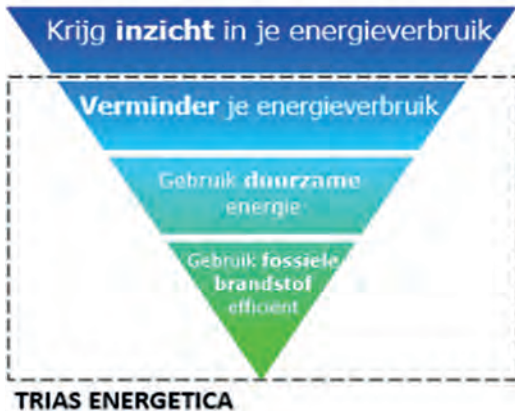 Krijg inzicht in je energieverbruik
Verminder je energieverbruik
Gebruik duurzame
energie
Gebruik fossiele
brandstof
efficiënt
TRIAS ENERGETICA